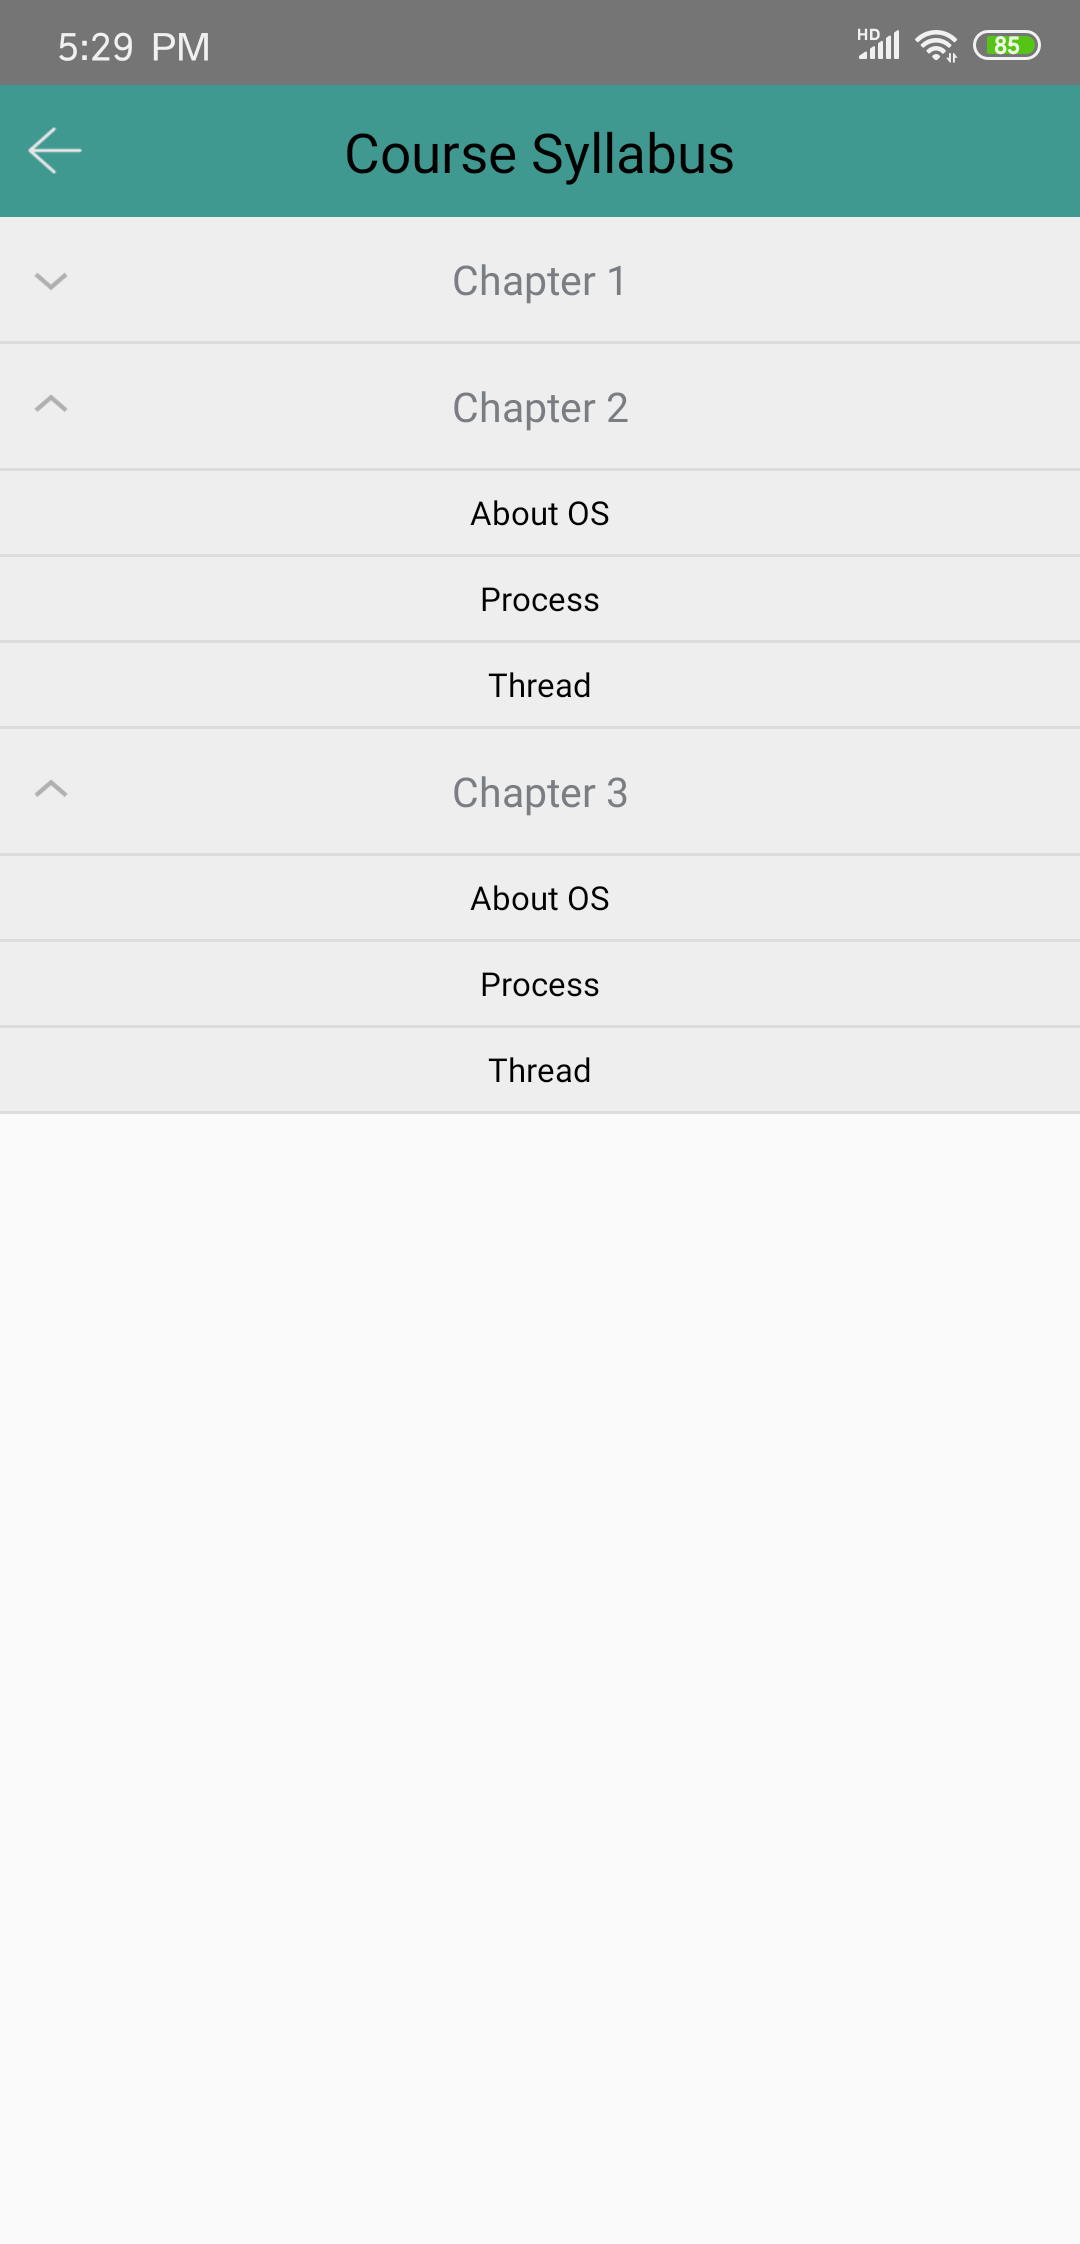 5:29 PM
HD
85
Course Syllabus
Chapter 1
Chapter 2
About OS
Process
Thread
Chapter 3
About OS
Process
Thread